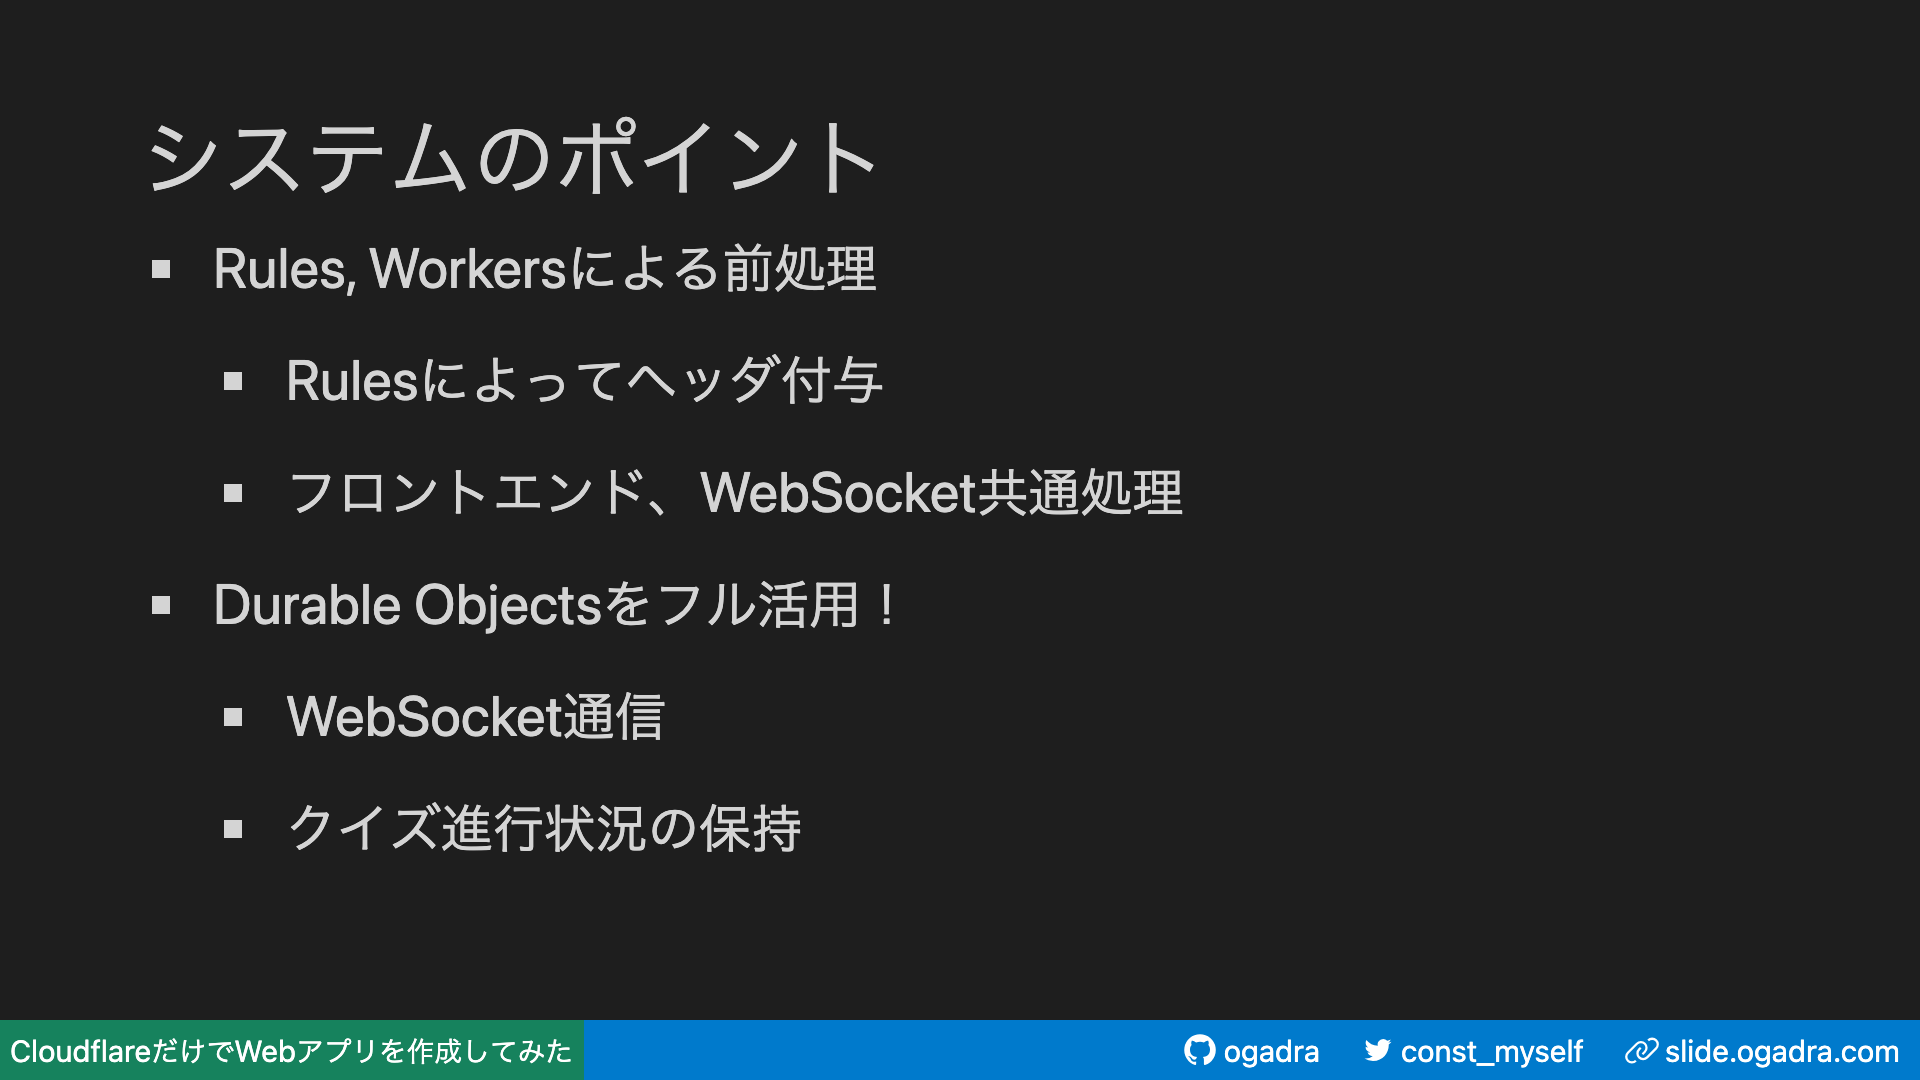 システムのポイント
Rules, Workersによる前処理
Rulesによってヘッダ付与
フロントエンド、WebSocket共通処理
Durable Objectsをフル活用！
WebSocket通信
クイズ進行状況の保持
CloudflareだけでWebアプリを作成してみた
ogadra
const_myself
slide.ogadra.com